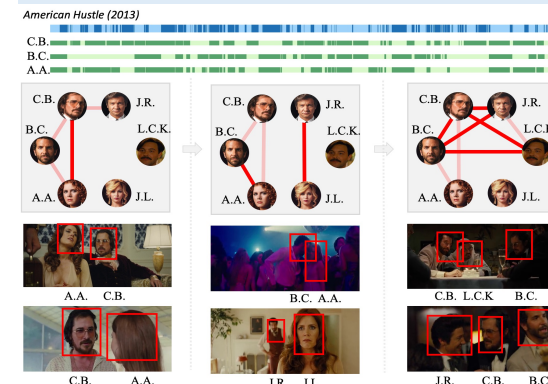 American Hustle (2013)
C.B.
B.C.
A.A.
C.B. J.R.
B.C. L.C.K.
A.A. J.L.
C.B. J.R.
B.C. L.C.K.
A.A. J.L.
C.B. J.R.
B.C.
A.A. J.L.
A.A. C.B.
B.C. A.A.
C.B. L.C.K B.C.
C.B. A.A.
J.R. J.L.
J.R. C.B. B.C.